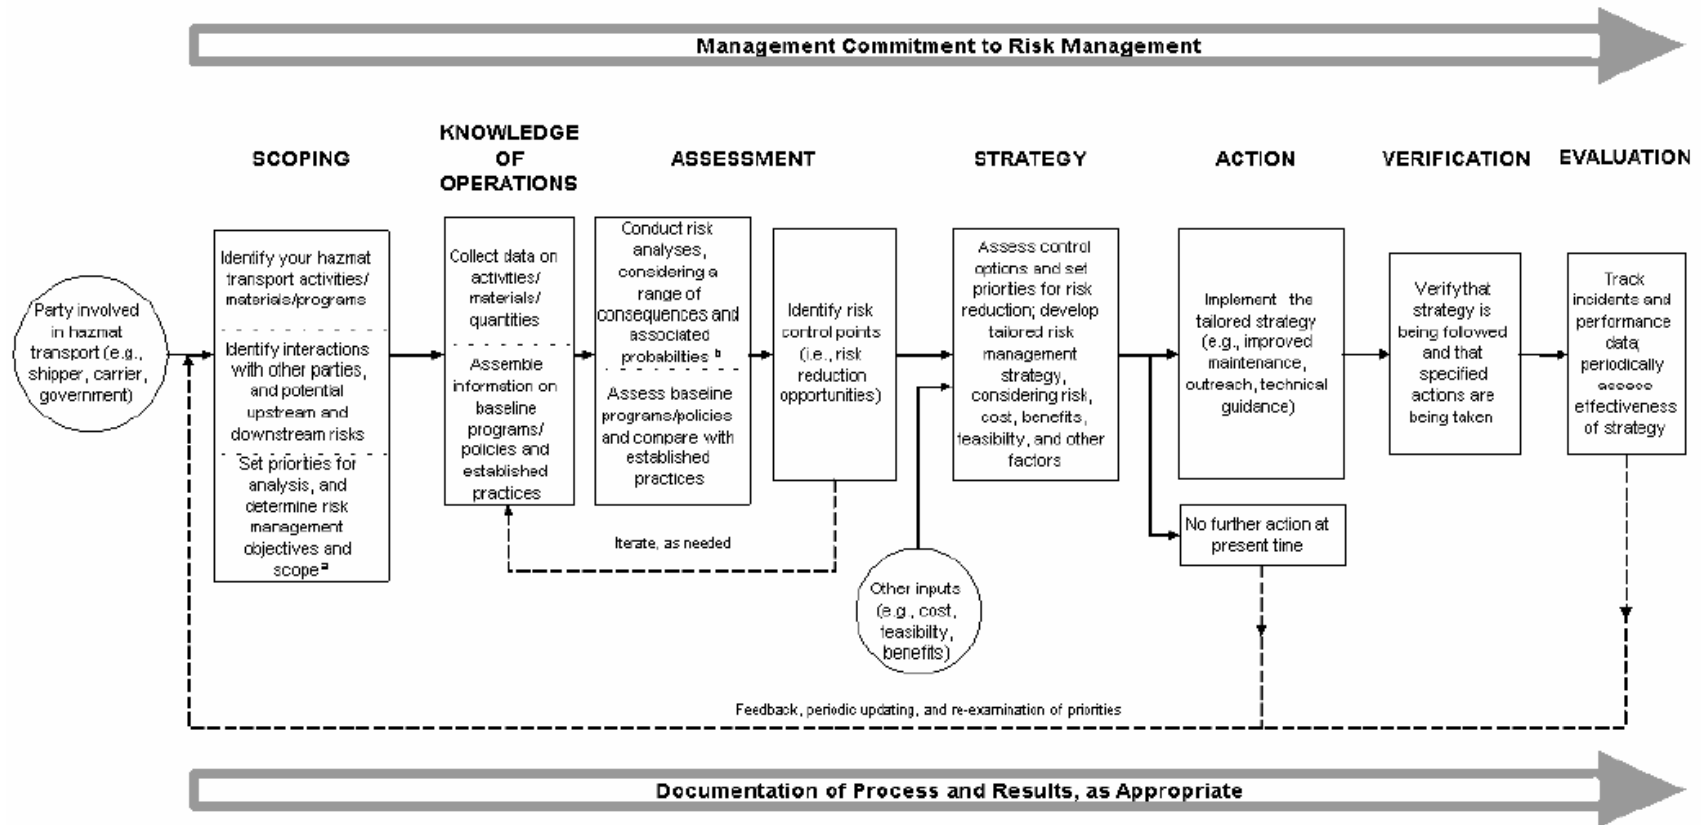 Management Commitment to Risk Management
SCOPING
KNOWLEDGE
OF
OPERATIONS
ASSESSMENT
STRATEGY
ACTION
VERIFICATION
EVALUATION
Party involved
in hazmat
transport (e.g.,
shipper, carrier,
government)
Identify your hazmat
transport activities/
materials/programs
Identify interactions
with other parties,
and potential
upstream and
downstream risks
Set priorities for
analysis, and
determine risk
management
objectives and
scope a
Collect data on
activities/
materials/
quantities
Assemble
information on
baseline
programs/
policies and
established
practices
Conduct risk
analyses,
considering a
range of
consequences and
associated
probabilities b
Assess baseline
programs/policies
and compare with
established
practices
Identify risk
control points
(i.e., risk
reduction
opportunities)
Iterate, as needed
Assess control
options and set
priorities for risk
reduction; develop
tailored risk
management
strategy,
considering risk,
cost, benefits,
feasibilty, and other
factors
Other inputs
(e.g., cost,
feasibilty,
benefits)
Implement the
tailored strategy
(e.g., improved
maintenance,
outreach, technical
guidance)
No further action at
present time
Verify that
strategy is
being followed
and that
specified
actions are
being taken
Track
incidents and
performance
data;
periodically
assess
effectiveness
of strategy
Feedback, periodic updating, and re-examination of priorities
Documentation of Process and Results, as Appropriate